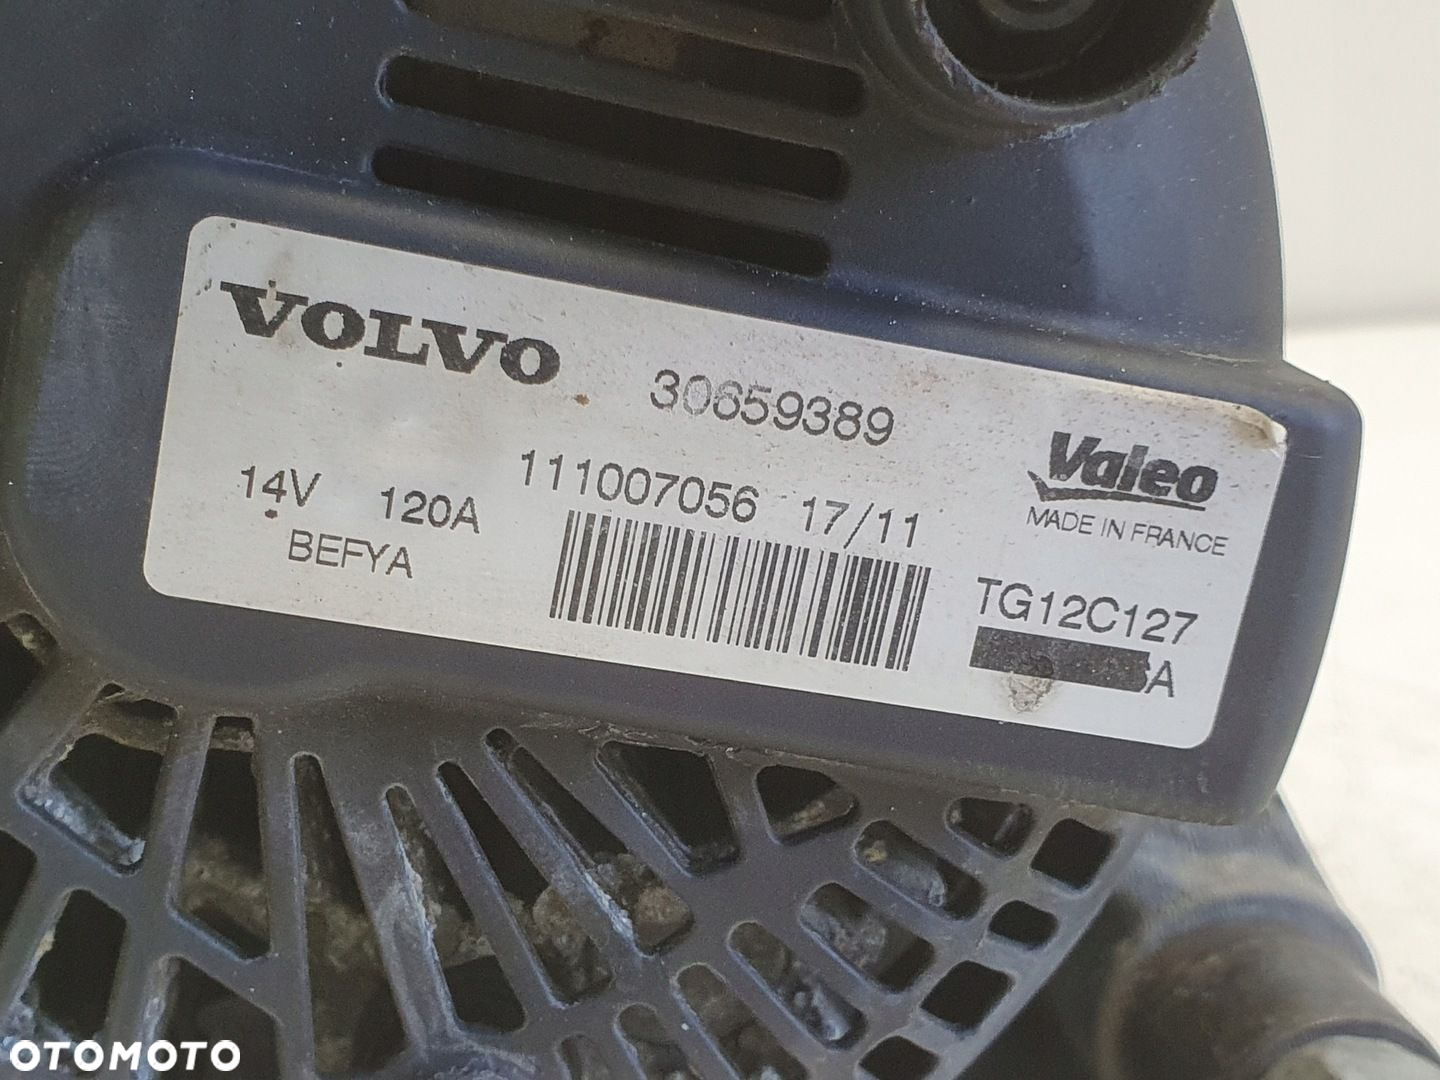 VOLVO
30659389
Valeo
MADE IN FRANCE
14V 120A
111007056 17/11
BEFYA
TG12C127
A
OTOMOTO